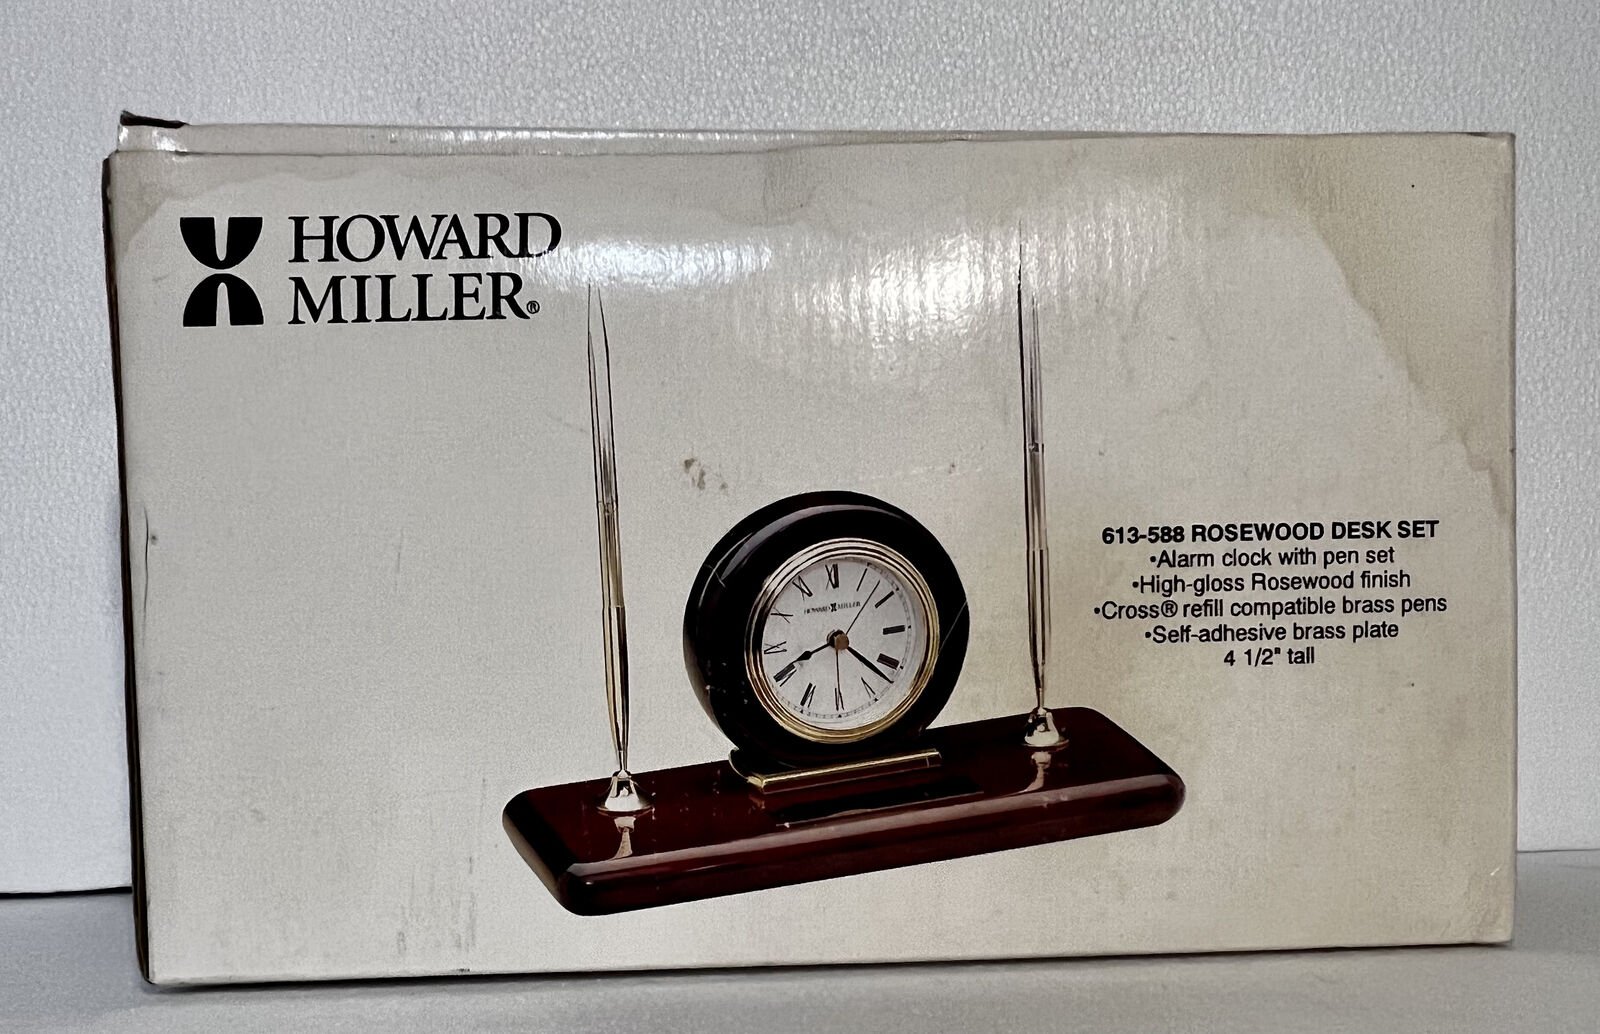 HOWARD
MILLER®
613-588 ROSEWOOD DESK SET
•Alarm clock with pen set
•High-gloss Rosewood finish
•Cross® refill compatible brass pens
•Self-adhesive brass plate
4 1/2" tall
HOWARD MILLER